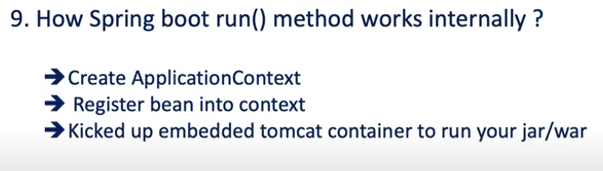 9. How Spring boot run() method works internally ?
➔ Create ApplicationContext
➔ Register bean into context
➔ Kicked up embedded tomcat container to run your jar/war